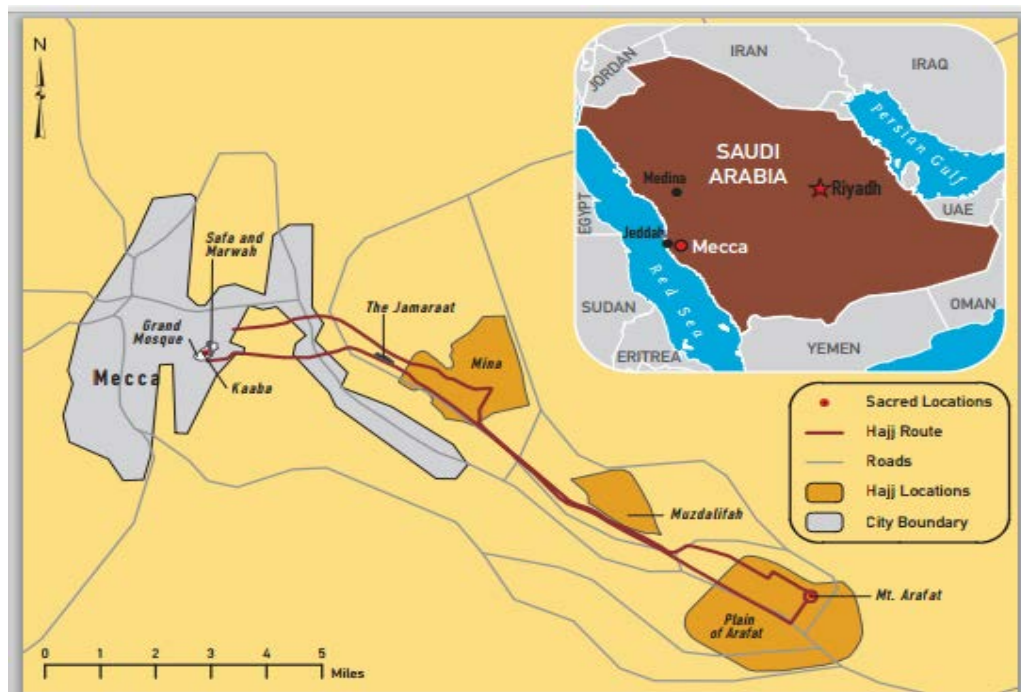 N
Safa and
Marwah
Grand
Mosque
Mecca
Kaaba
The Jamaraat
Mina
Muzdalifah
Mt. Arafat
Plain
of Arafat
0 1 2 3 4 5
Miles
JORDAN
IRAN
IRAQ
Persian Gulf
SAUDI
ARABIA
Medina
Riyadh
UAE
EGYPT
Jeddah
Mecca
Red Sea
SUDAN
OMAN
YEMEN
ERITREA
Sacred Locations
Hajj Route
Roads
Hajj Locations
City Boundary